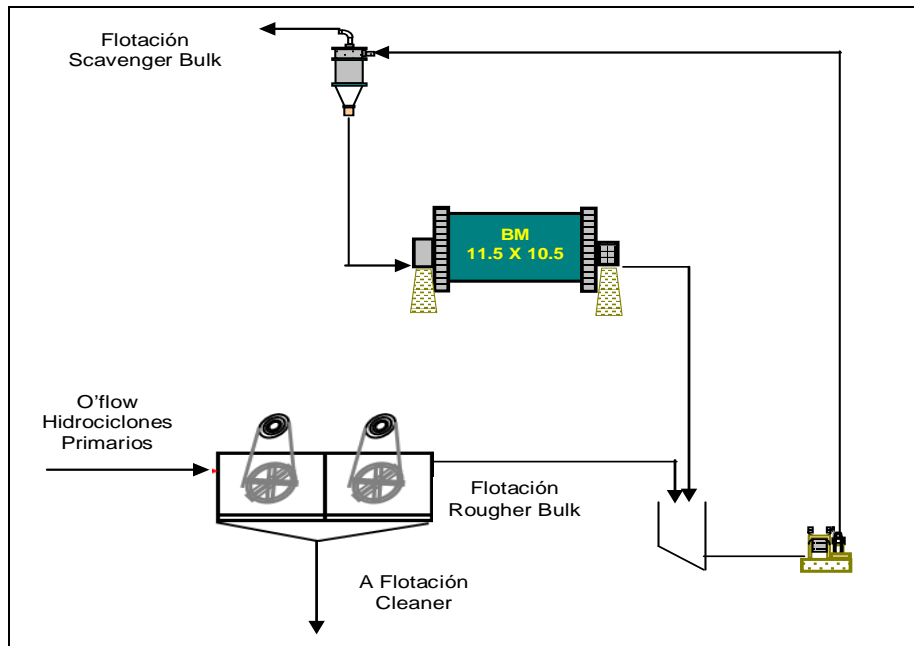 Flotación
Scavenger Bulk
BM
11.5 X 10.5
O'flow
Hidrociclones
Primarios
Flotación
Rougher Bulk
A Flotación
Cleaner